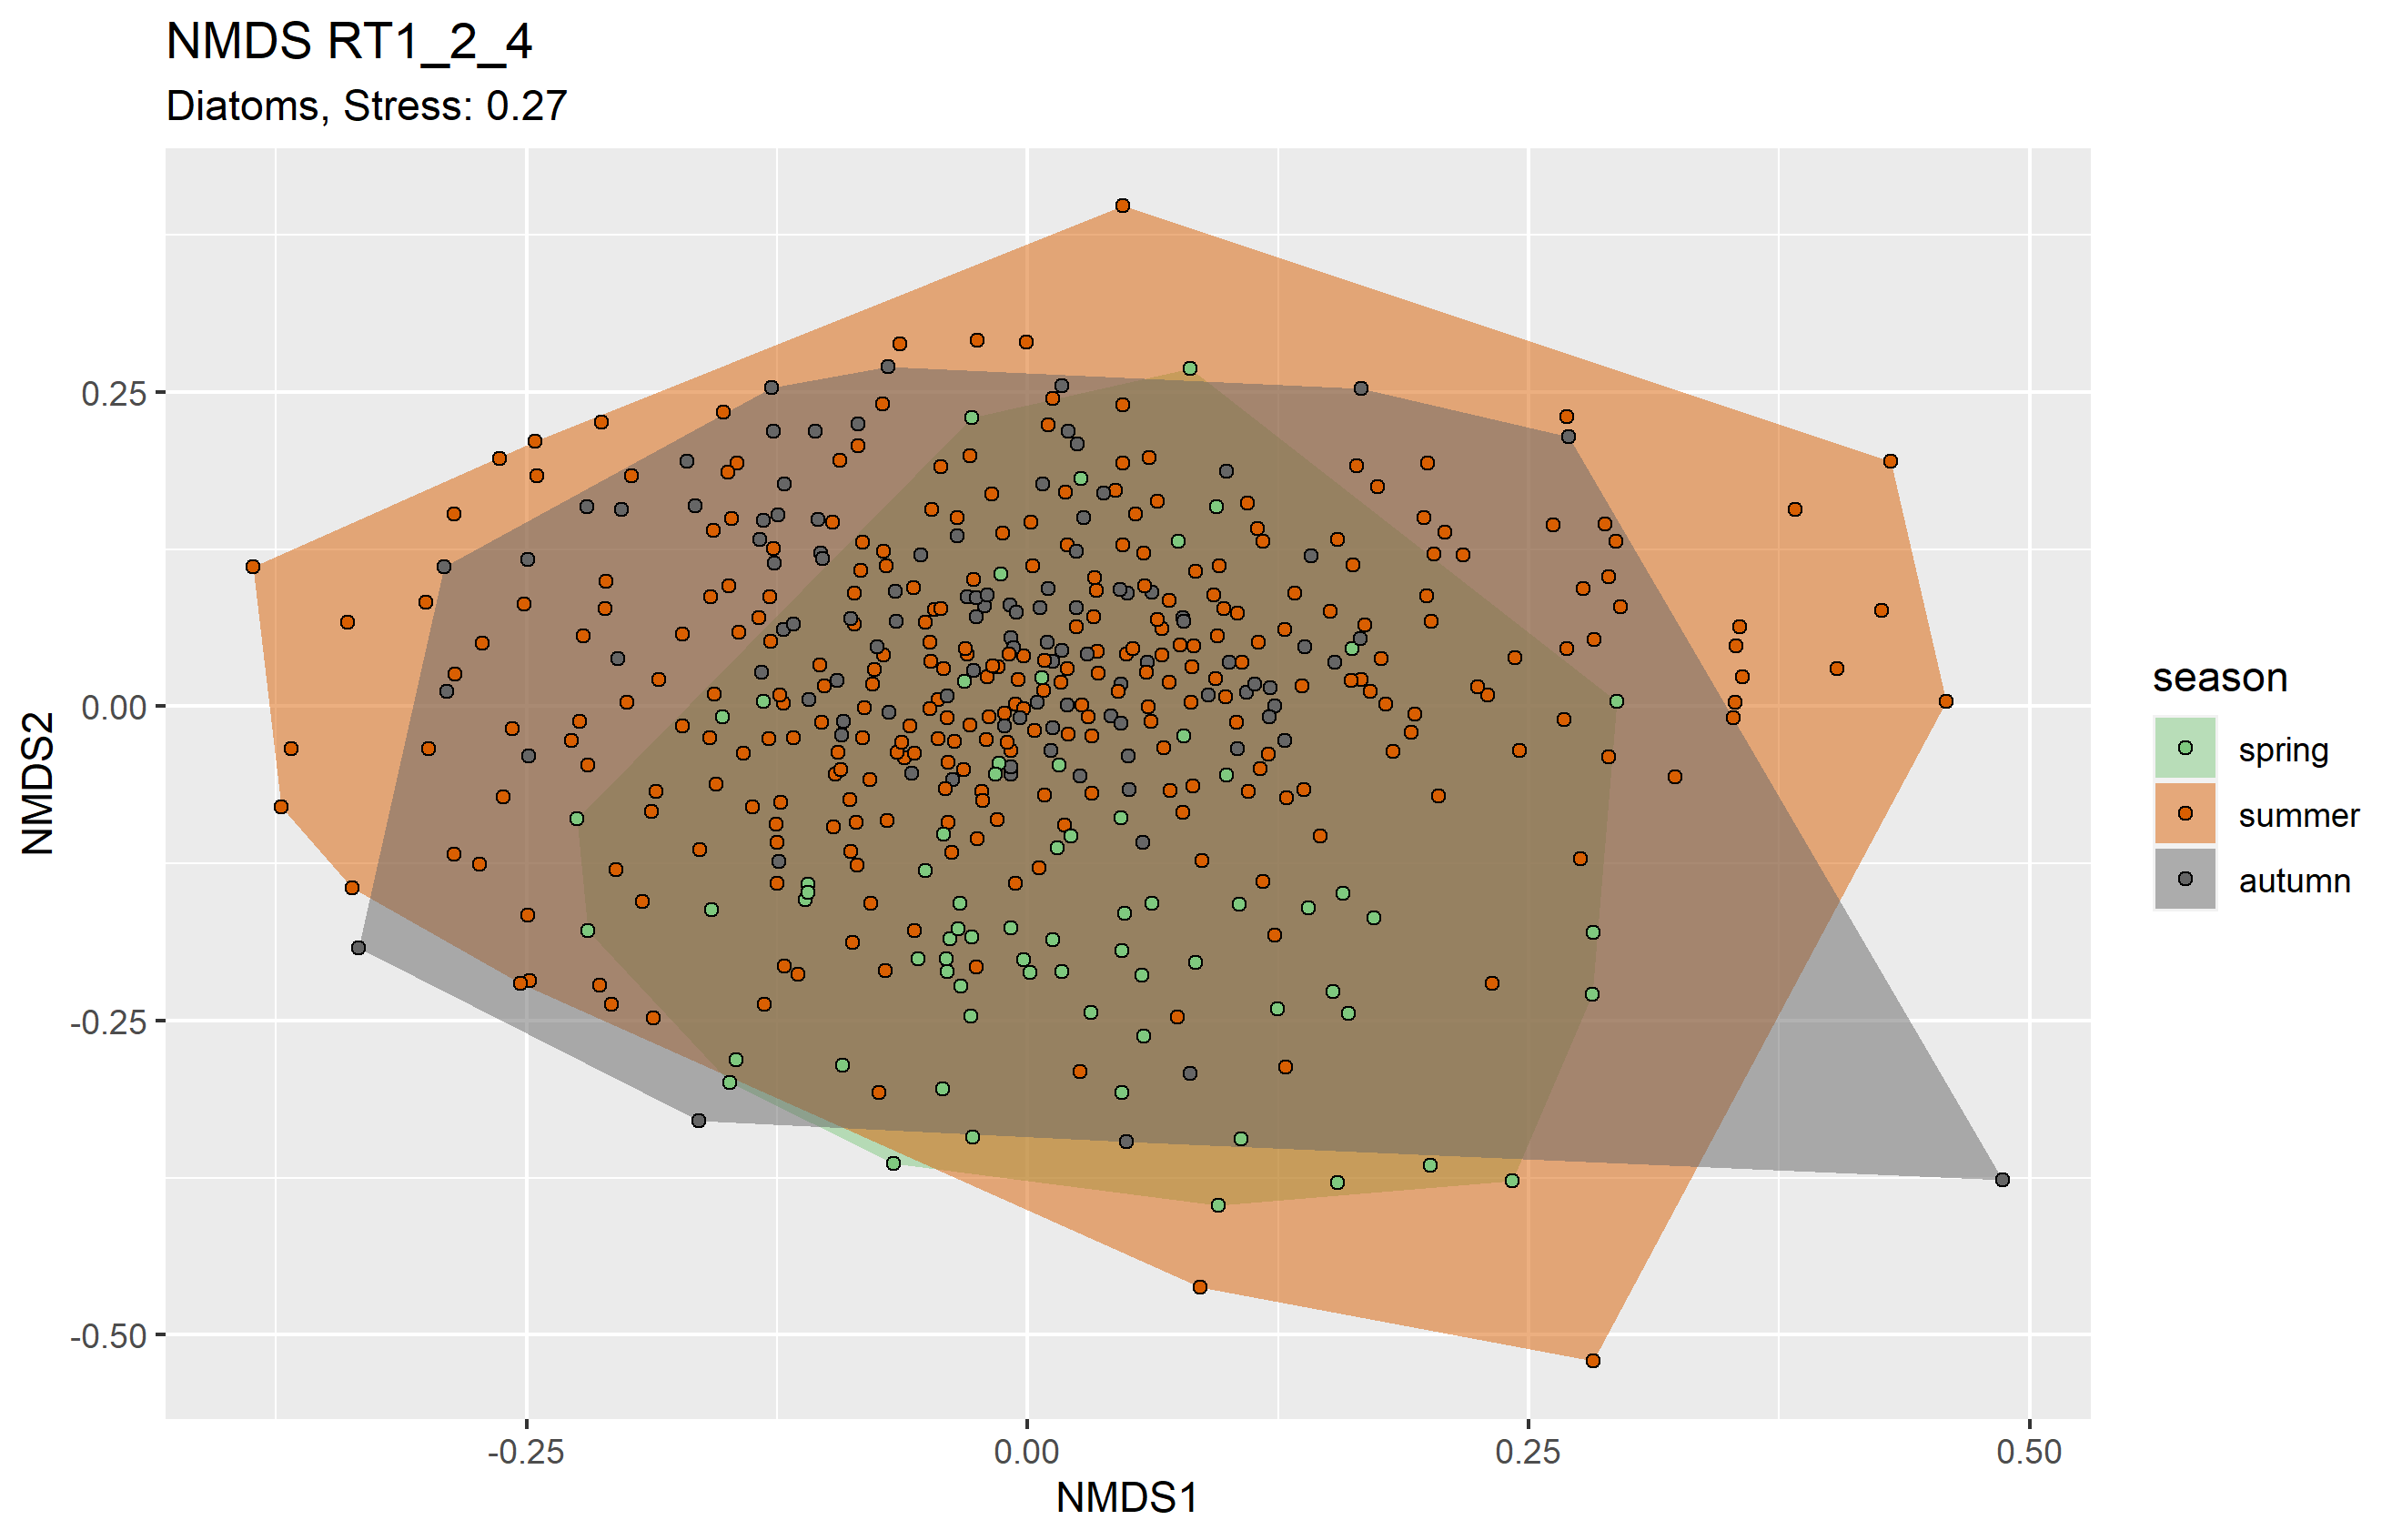 NMDS RT1_2_4
Diatoms, Stress: 0.27
0.25
0.00
-0.25
-0.50
NMDS2
-0.25
0.00
0.25
0.50
NMDS1
season
spring
summer
autumn